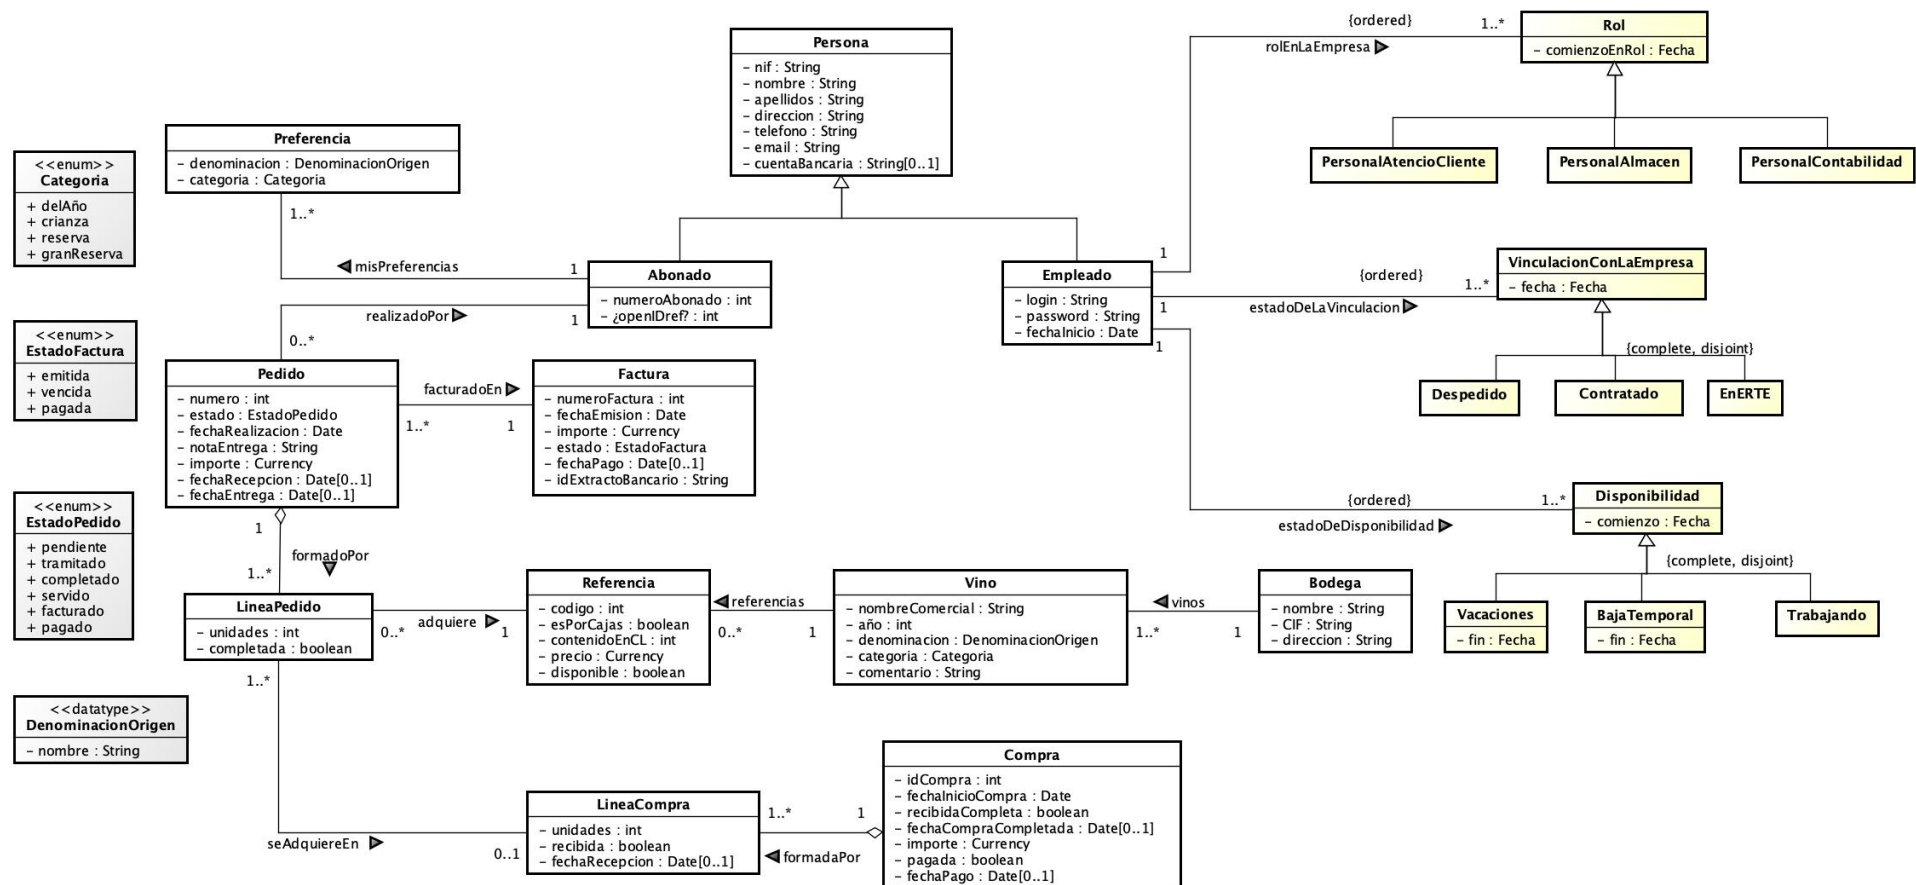 Persona
– nif : String
– nombre : String
– apellidos : String
– direccion : String
– telefono : String
– email : String
– cuentaBancaria : String[0..1]
{ordered}
1..*
rolEnLaEmpresa
1
Rol
– comienzoEnRol : Fecha
PersonalAtencioCliente
PersonalAlmacen
PersonalContabilidad
Preferencia
– denominacion : DenominacionOrigen
– categoria : Categoria
1..*
misPreferencias
1
<<enum>>
Categoria
+ delAño
+ crianza
+ reserva
+ granReserva
Abonado
– numeroAbonado : int
– ¿openIDref? : int
realizadoPor
1
0..*
Empleado
– login : String
– password : String
– fechaInicio : Date
{ordered}
1..*
1
estadoDeLaVinculacion
VinculacionConLaEmpresa
– fecha : Fecha
{complete, disjoint}
Despedido
Contratado
EnERTE
<<enum>>
EstadoFactura
+ emitida
+ vencida
+ pagada
Pedido
– numero : int
– estado : EstadoPedido
– fechaRealizacion : Date
– notaEntrega : String
– importe : Currency
– fechaRecepcion : Date[0..1]
– fechaEntrega : Date[0..1]
facturadoEn
1..*
1
Factura
– numeroFactura : int
– fechaEmision : Date
– importe : Currency
– estado : EstadoFactura
– fechaPago : Date[0..1]
– idExtractoBancario : String
1
{ordered}
1..*
estadoDeDisponibilidad
Disponibilidad
– comienzo : Fecha
{complete, disjoint}
Vacaciones
– fin : Fecha
BajaTemporal
– fin : Fecha
Trabajando
<<enum>>
EstadoPedido
+ pendiente
+ tramitado
+ completado
+ servido
+ facturado
+ pagado
1
formadoPor
1..*
LineaPedido
– unidades : int
– completada : boolean
0..*
adquiere
1
Referencia
– codigo : int
– esPorCajas : boolean
– contenidoEnCL : int
– precio : Currency
– disponible : boolean
referencias
0..*
1
Vino
– nombreComercial : String
– año : int
– denominacion : DenominacionOrigen
– categoria : Categoria
– comentario : String
vinos
1..*
1
Bodega
– nombre : String
– CIF : String
– direccion : String
<<datatype>>
DenominacionOrigen
– nombre : String
1..*
seAdquiereEn
0..1
LineaCompra
– unidades : int
– recibida : boolean
– fechaRecepcion : Date[0..1]
1..*
1
formadaPor
Compra
– idCompra : int
– fechaInicioCompra : Date
– recibidaCompleta : boolean
– fechaCompraCompletada : Date[0..1]
– importe : Currency
– pagada : boolean
– fechaPago : Date[0..1]